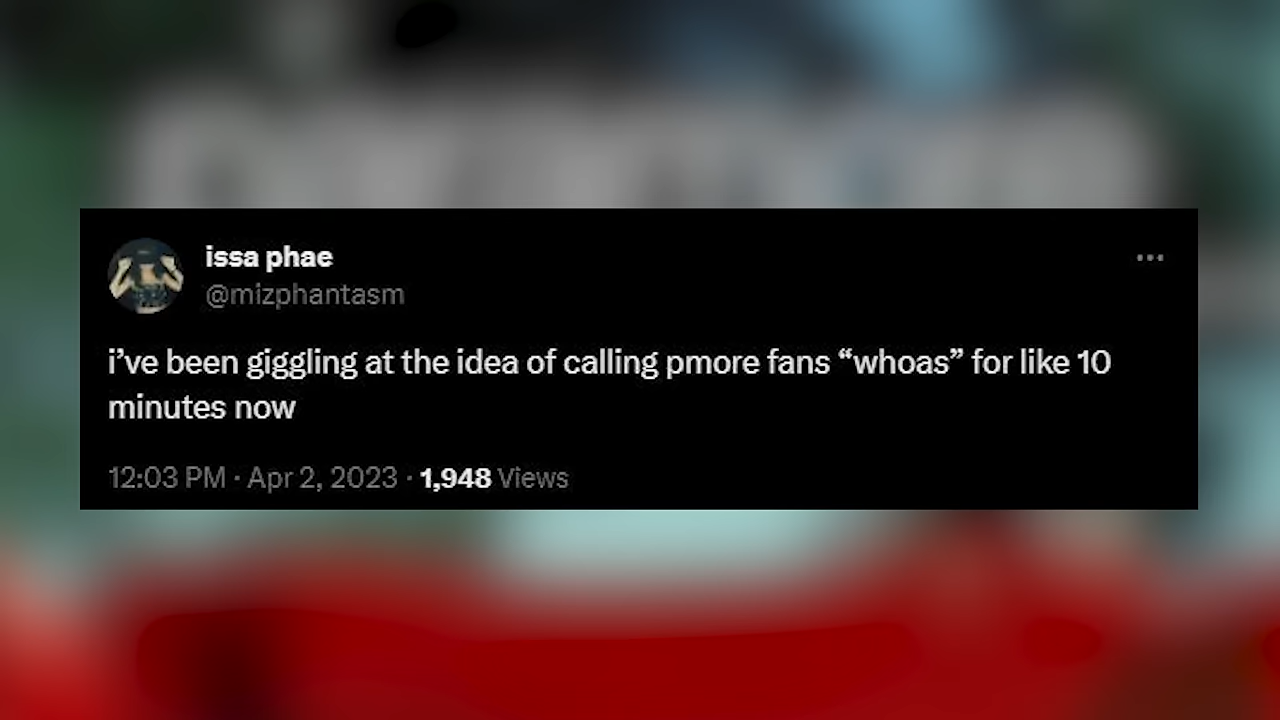 issa phae
@mizphantasm
i’ve been giggling at the idea of calling pmore fans “whoas” for like 10
minutes now
12:03 PM · Apr 2, 2023 · 1,948 Views